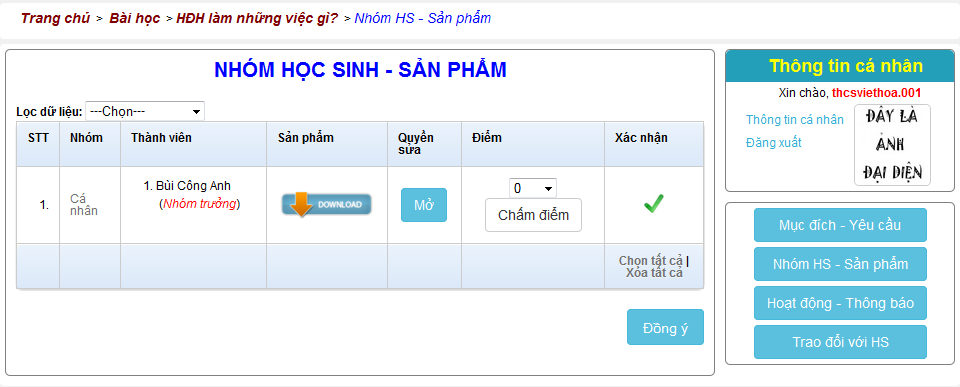 Trang chủ > Bài học > HĐH làm những việc gì? > Nhóm HS - Sản phẩm
NHÓM HỌC SINH - SẢN PHẨM
Lọc dữ liệu: ---Chọn---
STT Nhóm Thành viên Sản phẩm Quyền sửa Điểm Xác nhận
1. Cá nhân
1. Bùi Công Anh
(Nhóm trưởng)
DOWNLOAD
Mở
0
Chấm điểm
Chọn tất cả |
Xóa tất cả
Đồng ý
Thông tin cá nhân
Xin chào, thcsviethoa.001
Thông tin cá nhân
Đăng xuất
ĐÂY LÀ
ẢNH
ĐẠI DIỆN
Mục đích - Yêu cầu
Nhóm HS - Sản phẩm
Hoạt động - Thông báo
Trao đổi với HS